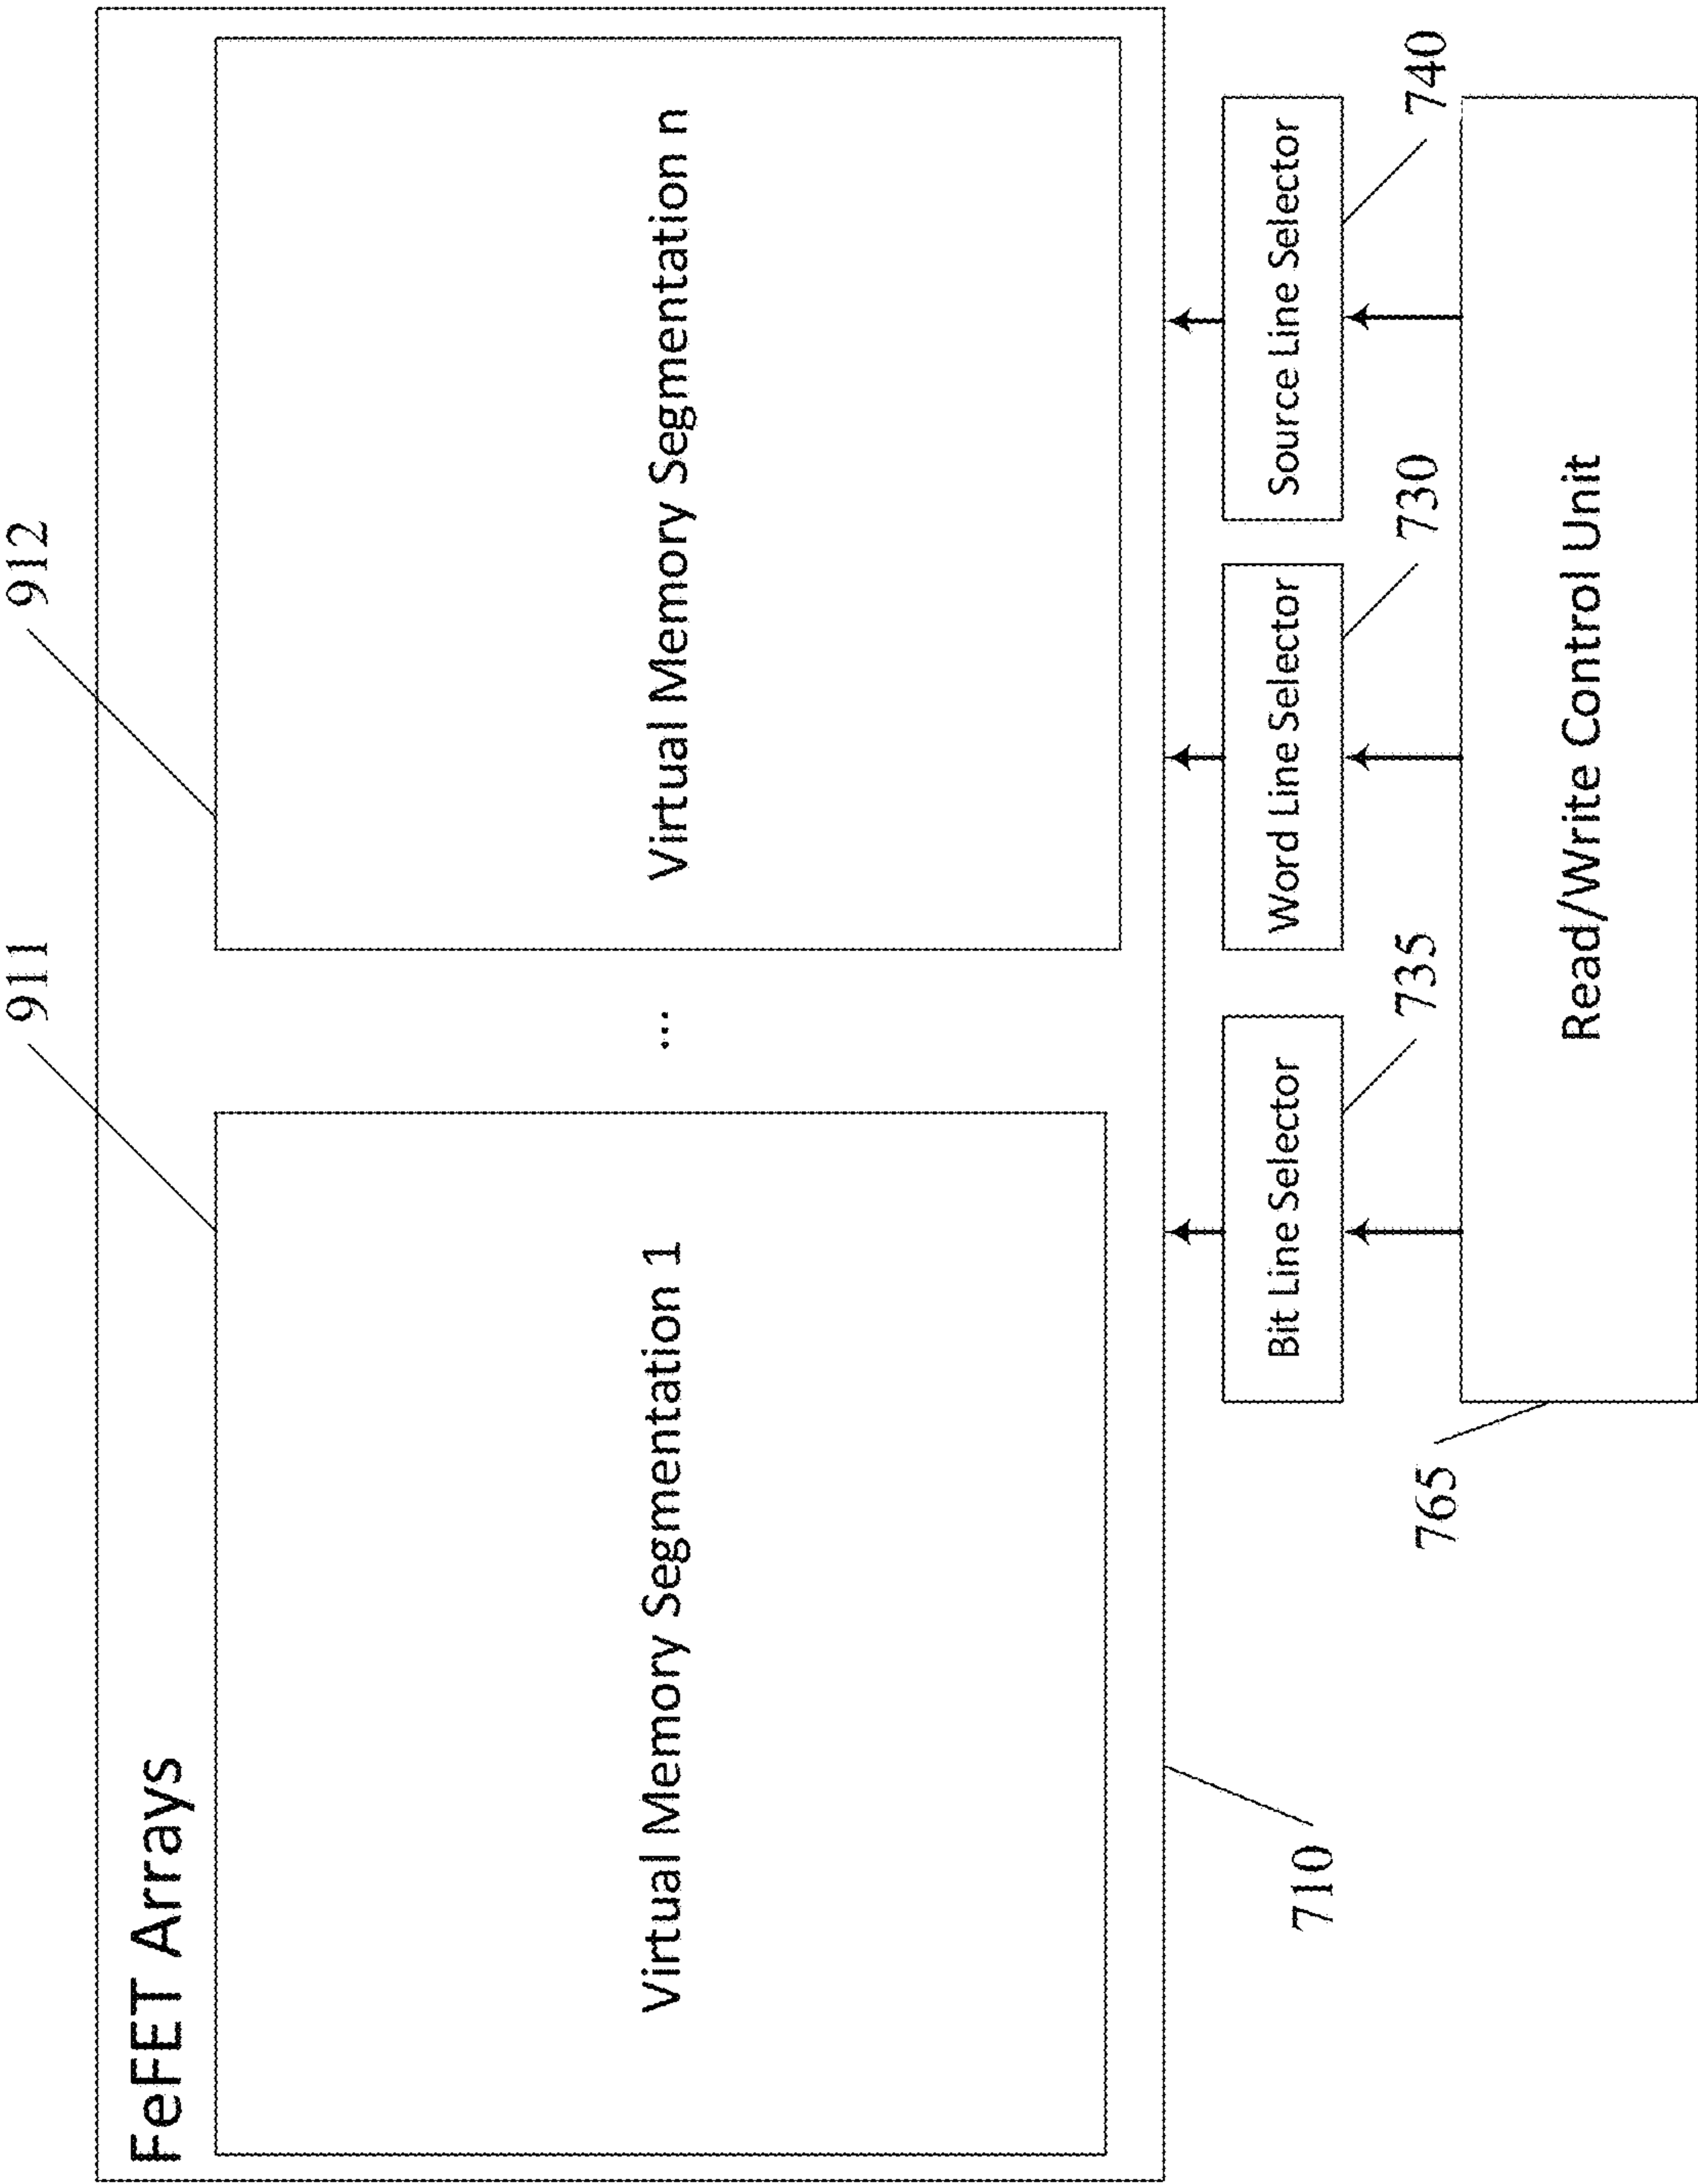 911
912
FeFET Arrays
Virtual Memory Segmentation 1
...
Virtual Memory Segmentation n
710
Bit Line Selector
Word Line Selector
Source Line Selector
735
730
740
765
Read/Write Control Unit